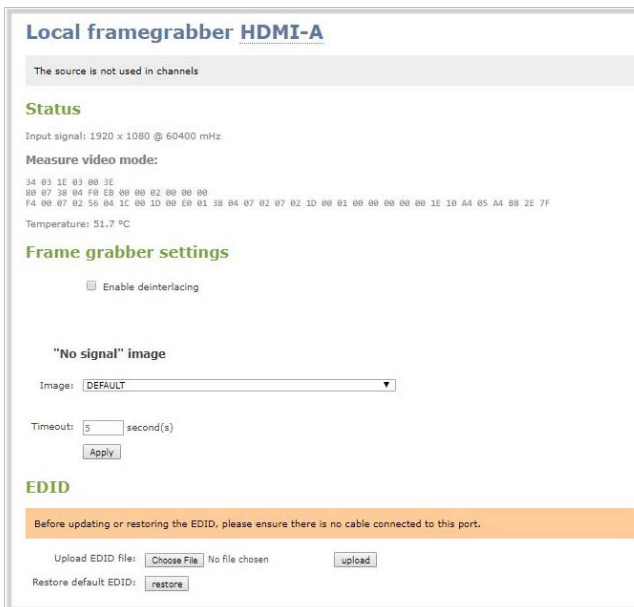 Local framegrabber HDMI-A
The source is not used in channels
Status
Input signal: 1920 x 1080 @ 60400 mHz
Measure video mode:
34 03 1E 03 00 3E
80 07 38 04 F0 EB 00 00 02 00 00 00
F4 00 07 02 56 04 1C 00 1D 00 E0 01 38 04 07 02 07 02 1D 00 01 00 00 00 00 00 1E 10 A4 05 A4 B8 2E 7F
Temperature: 51.7 ºC
Frame grabber settings
Enable deinterlacing
"No signal" image
Image: DEFAULT
Timeout: 5 second(s)
Apply
EDID
Before updating or restoring the EDID, please ensure there is no cable connected to this port.
Upload EDID file: Choose File No file chosen upload
Restore default EDID: restore